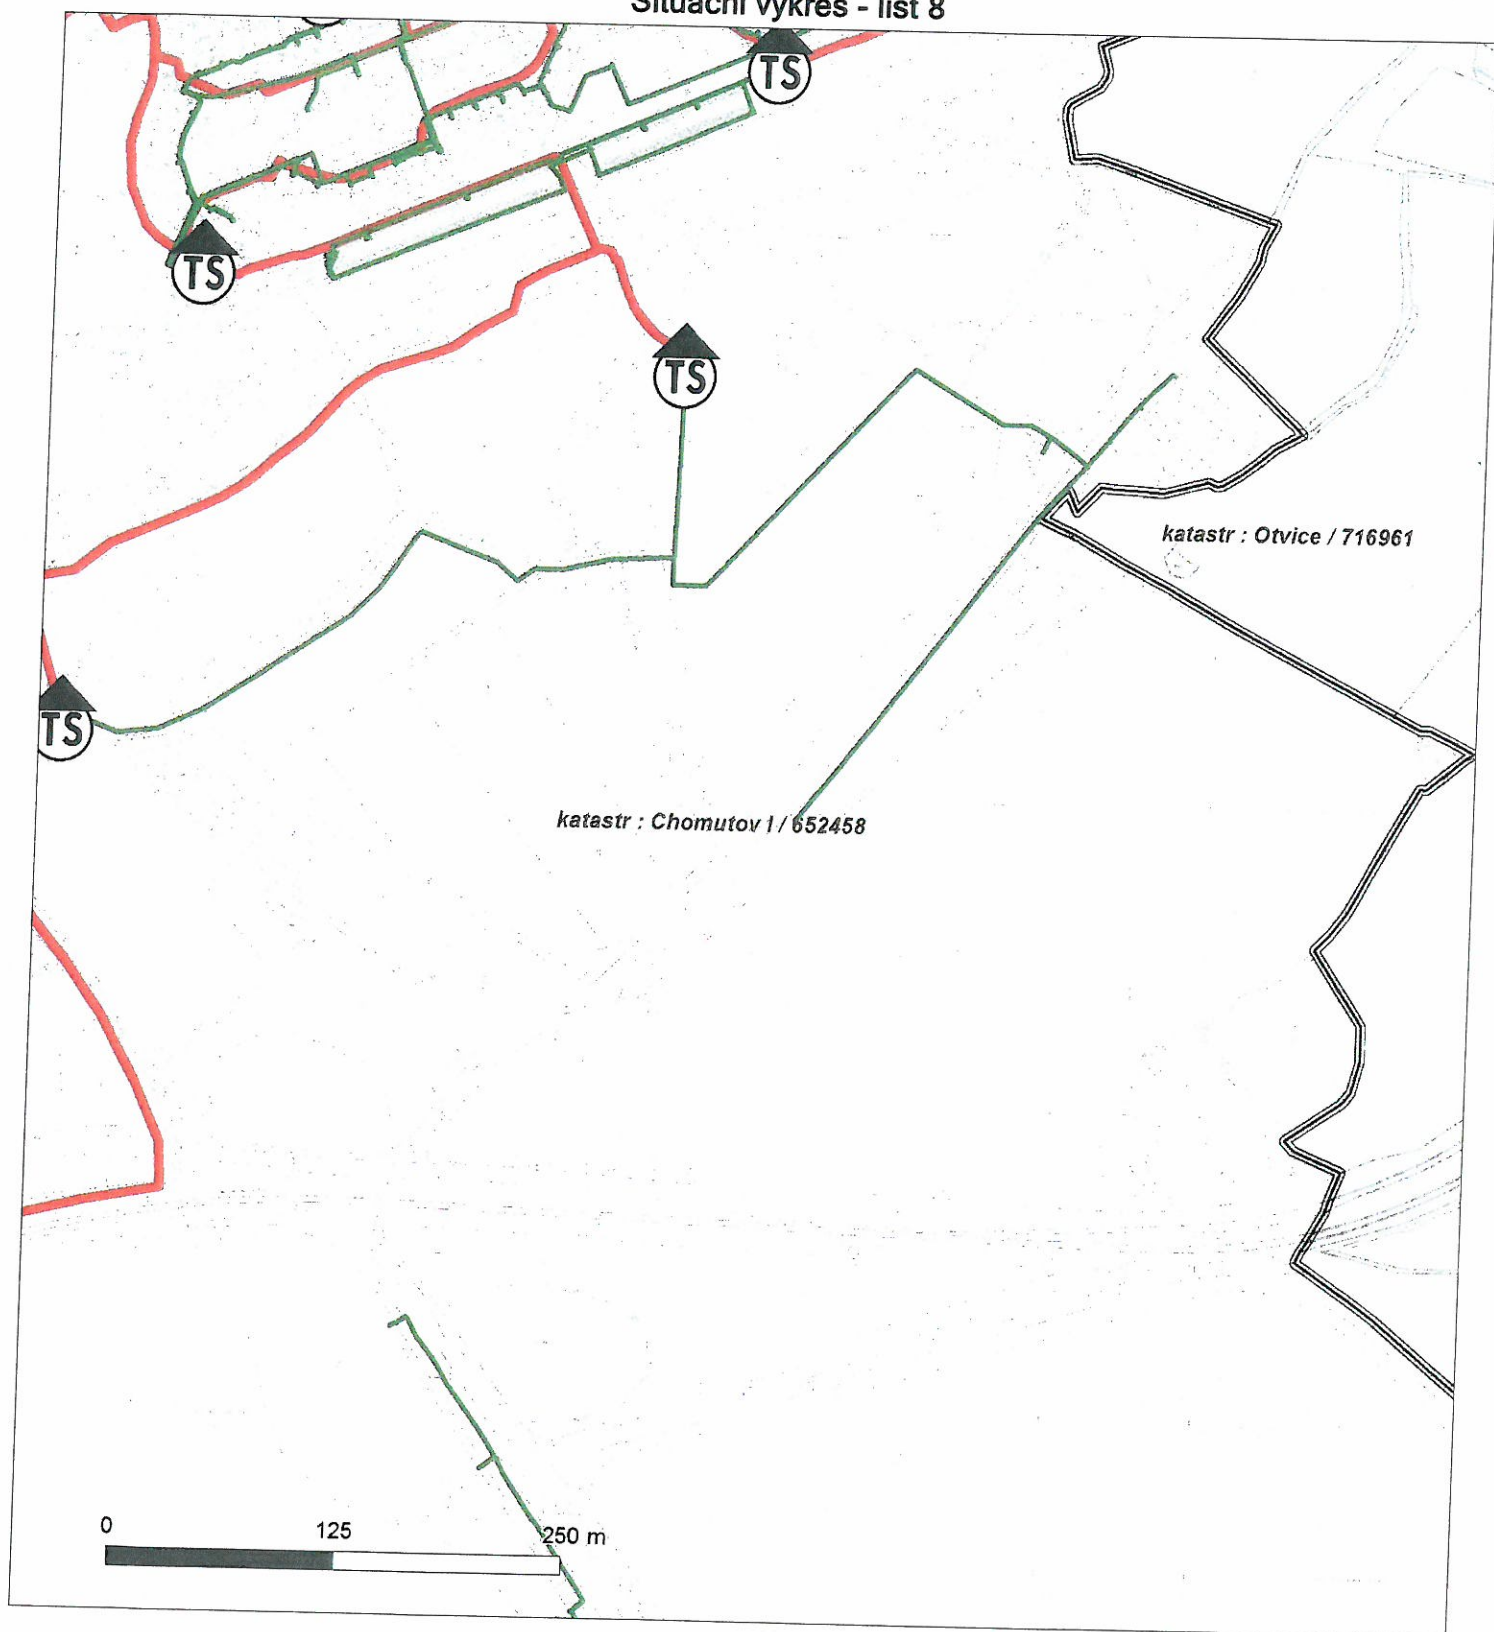 Situační výkres - list 8
TS
TS
TS
katastr : Otvice / 716961
TS
katastr : Chomutov I / 652458
0 125 250 m